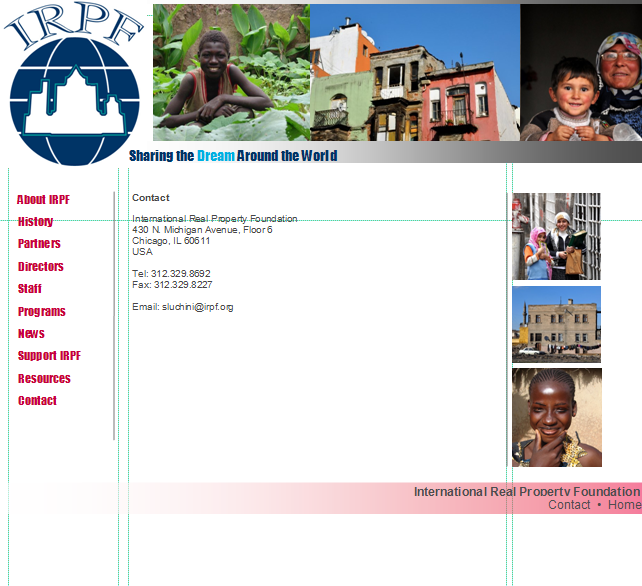 IRPF
Sharing the Dream Around the World
About IRPF
History
Partners
Directors
Staff
Programs
News
Support IRPF
Resources
Contact
Contact
International Real Property Foundation
430 N. Michigan Avenue, Floor 6
Chicago, IL 60611
USA
Tel: 312.329.8692
Fax: 312.329.8227
Email: sluchini@irpf.org
International Real Property Foundation
Contact • Home